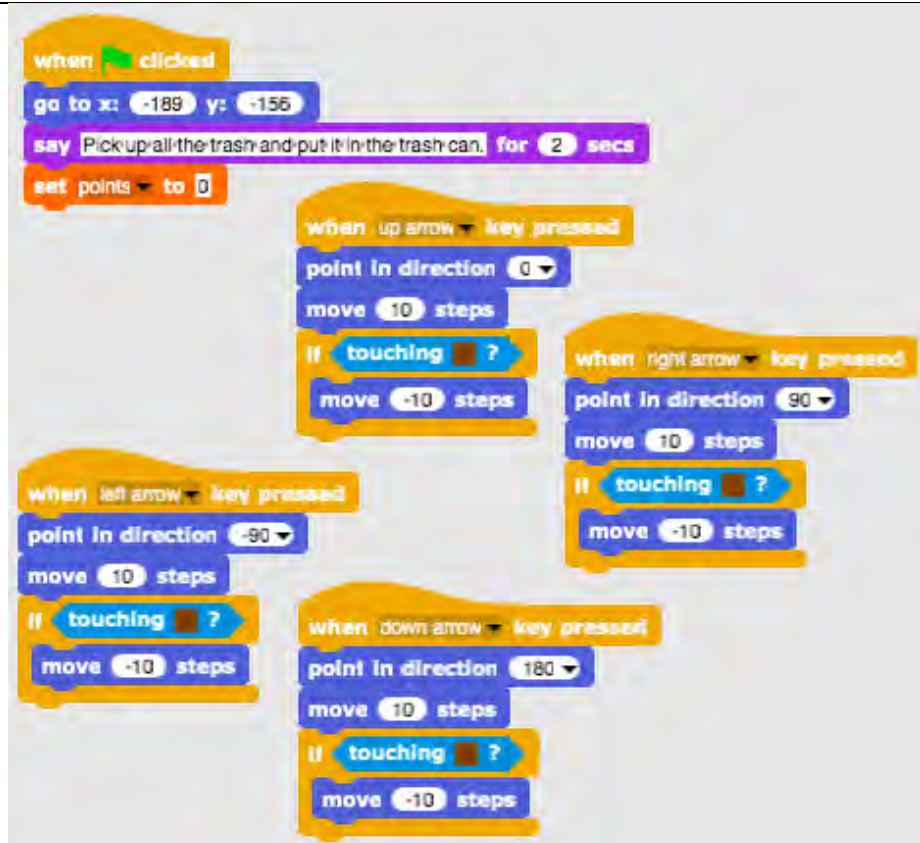 when clicked
go to x: -189 y: -156
say Pick up all the trash and put it in the trash can. for 2 secs
set points to 0
when up arrow key pressed
point in direction 0
move 10 steps
if touching ?
move -10 steps
when right arrow key pressed
point in direction 90
move 10 steps
if touching ?
move -10 steps
when left arrow key pressed
point in direction -90
move 10 steps
if touching ?
move -10 steps
when down arrow key pressed
point in direction 180
move 10 steps
if touching ?
move -10 steps